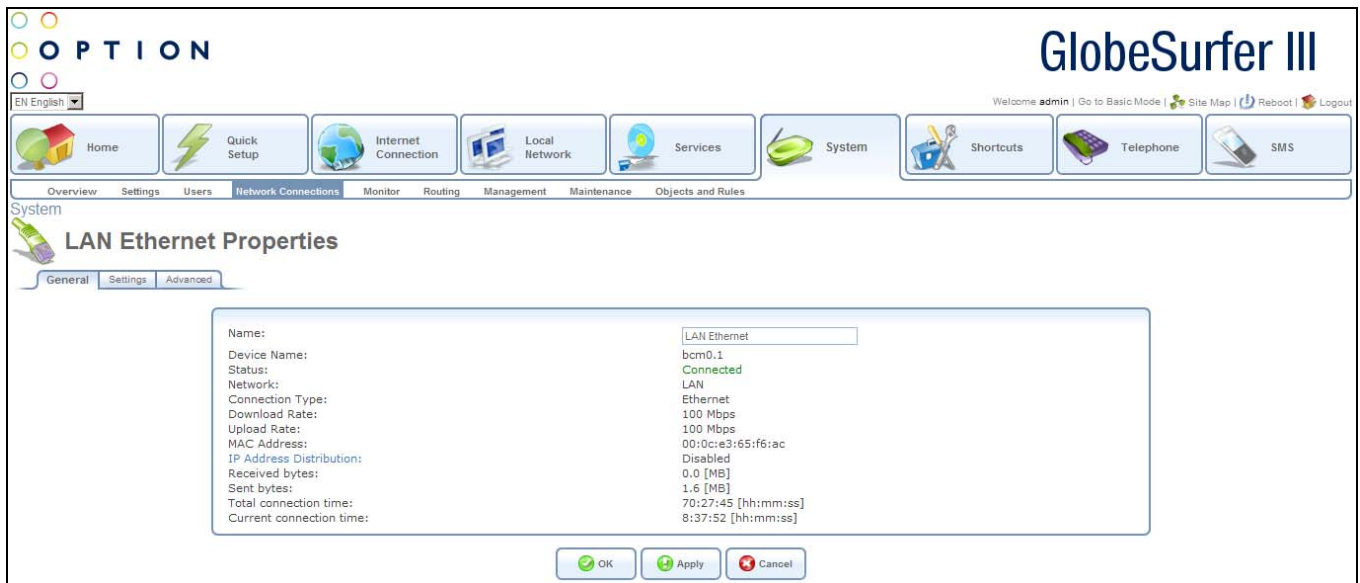 OPTION
GlobeSurfer III
EN English
Welcome admin | Go to Basic Mode | Site Map | Reboot | Logout
Home
Quick Setup
Internet Connection
Local Network
Services
System
Shortcuts
Telephone
SMS
Overview Settings Users Network Connections Monitor Routing Management Maintenance Objects and Rules
System
LAN Ethernet Properties
General Settings Advanced
Name: LAN Ethernet
Device Name: bcm0.1
Status: Connected
Network: LAN
Connection Type: Ethernet
Download Rate: 100 Mbps
Upload Rate: 100 Mbps
MAC Address: 00:0c:e3:65:f6:ac
IP Address Distribution: Disabled
Received bytes: 0.0 [MB]
Sent bytes: 1.6 [MB]
Total connection time: 70:27:45 [hh:mm:ss]
Current connection time: 8:37:52 [hh:mm:ss]
OK Apply Cancel